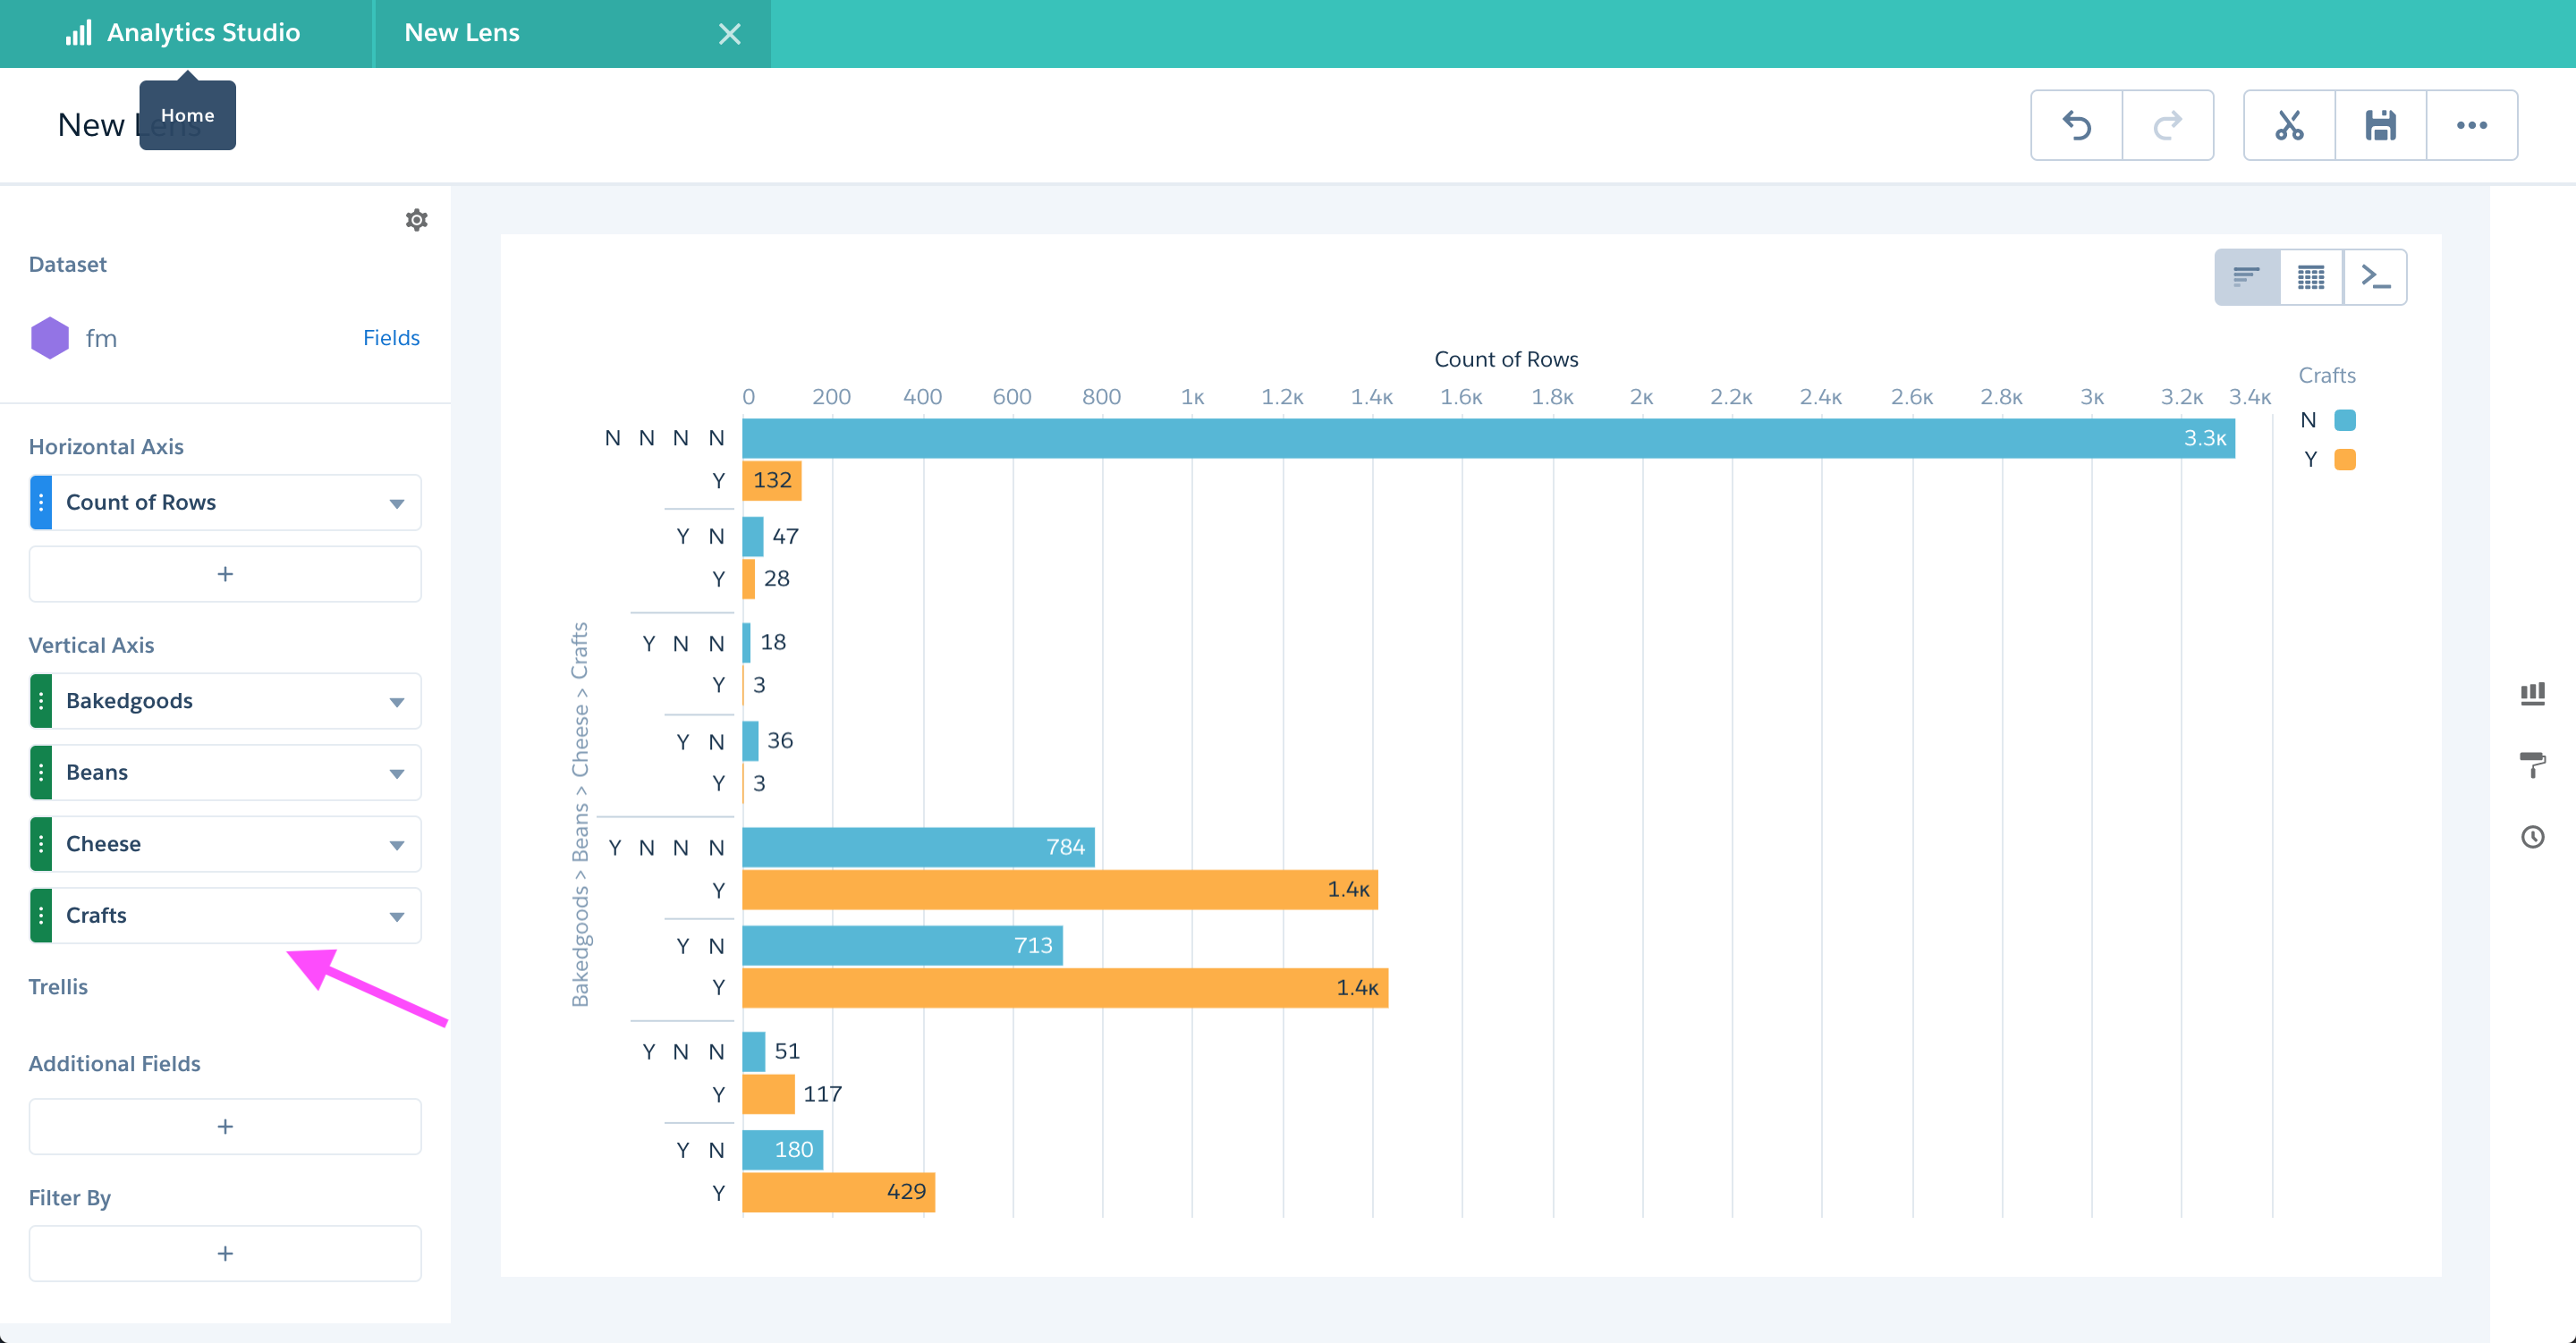 Analytics Studio
New Lens
Home
New Lens
Dataset
fm
Fields
Horizontal Axis
Count of Rows
+
Vertical Axis
Bakedgoods
Beans
Cheese
Crafts
Trellis
Additional Fields
+
Filter By
+
Count of Rows
0 200 400 600 800 1K 1.2K 1.4K 1.6K 1.8K 2K 2.2K 2.4K 2.6K 2.8K 3K 3.2K 3.4K
Bakedgoods > Beans > Cheese > Crafts
N N N N 3.3K
Y 132
Y N 47
Y 28
Y N N 18
Y 3
Y N 36
Y 3
Y N N N 784
Y 1.4K
Y N 713
Y 1.4K
Y N N 51
Y 117
Y N 180
Y 429
Crafts
N
Y